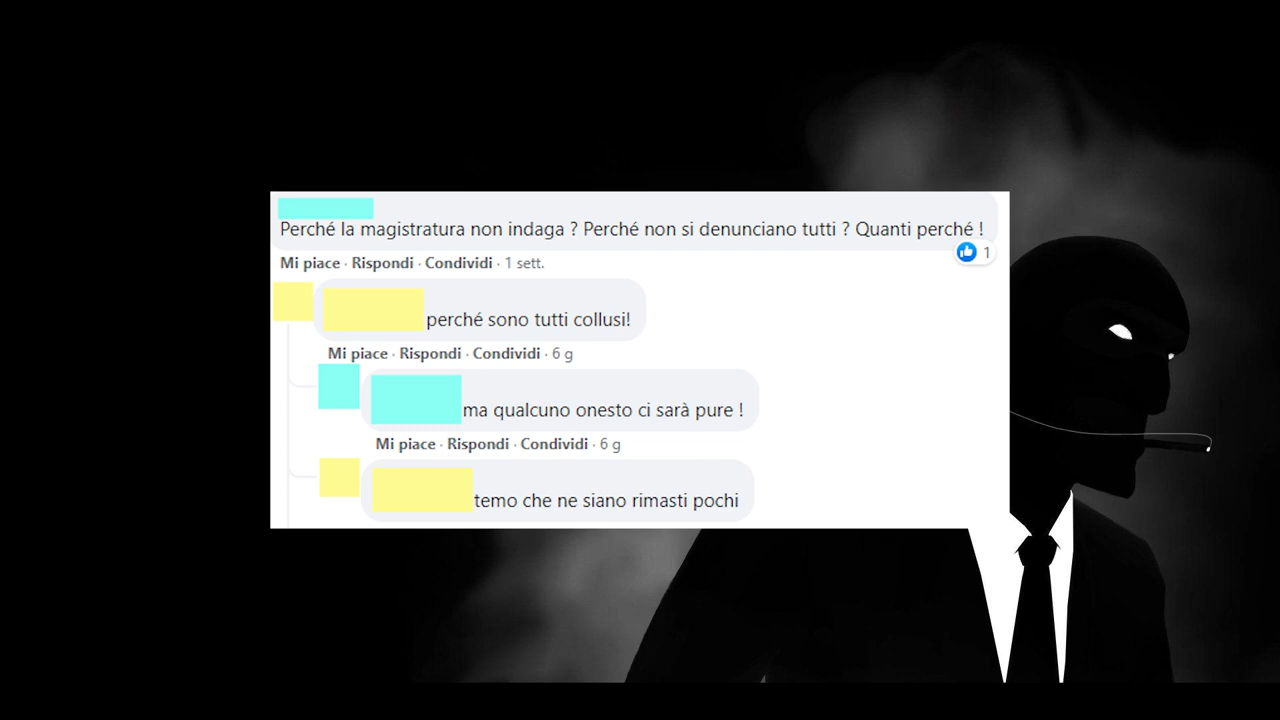 Perché la magistratura non indaga ? Perché non si denunciano tutti ? Quanti perché !
1
Mi piace · Rispondi · Condividi · 1 sett.
perché sono tutti collusi!
Mi piace · Rispondi · Condividi · 6 g
ma qualcuno onesto ci sarà pure !
Mi piace · Rispondi · Condividi · 6 g
temo che ne siano rimasti pochi